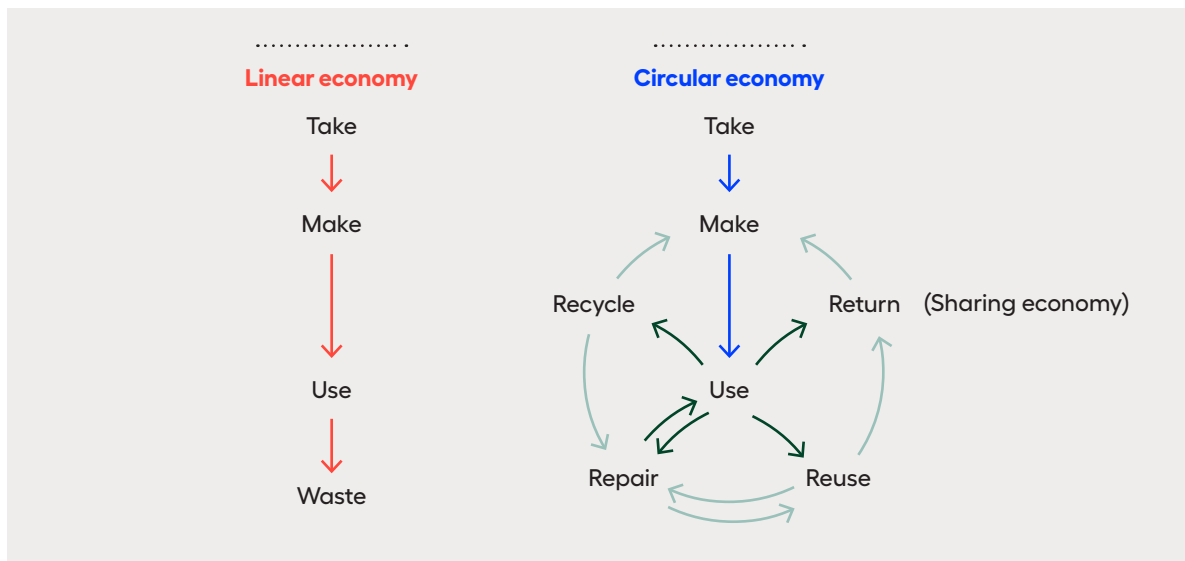 Linear economy
Take
Make
Use
Waste
Circular economy
Take
Make
Recycle
Return (Sharing economy)
Use
Repair
Reuse